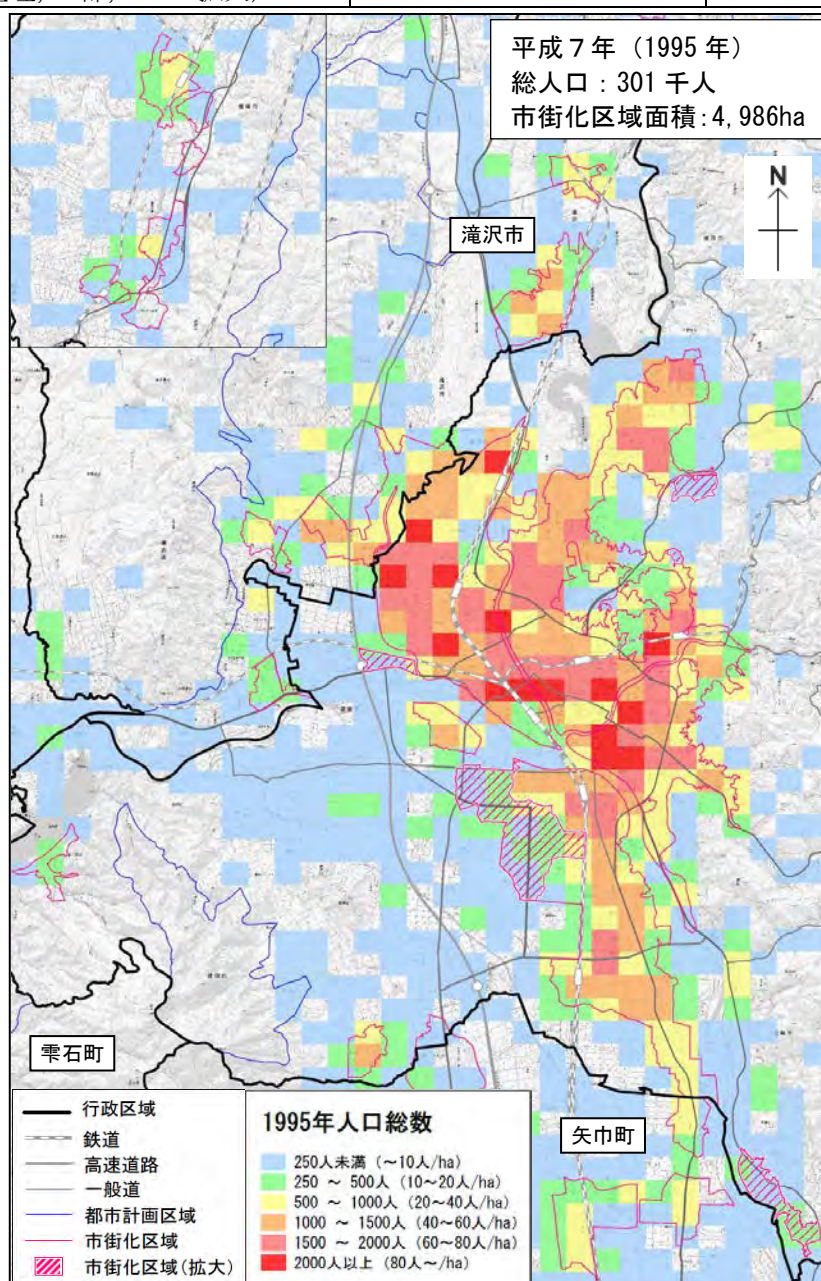 平成7年（1995年）
総人口：301千人
市街化区域面積：4,986ha
N
滝沢市
雫石町
矢巾町
行政区域
鉄道
高速道路
一般道
都市計画区域
市街化区域
市街化区域(拡大)
1995年人口総数
250人未満（～10人/ha）
250 ～ 500人（10～20人/ha）
500 ～ 1000人（20～40人/ha）
1000 ～ 1500人（40～60人/ha）
1500 ～ 2000人（60～80人/ha）
2000人以上（80人～/ha）